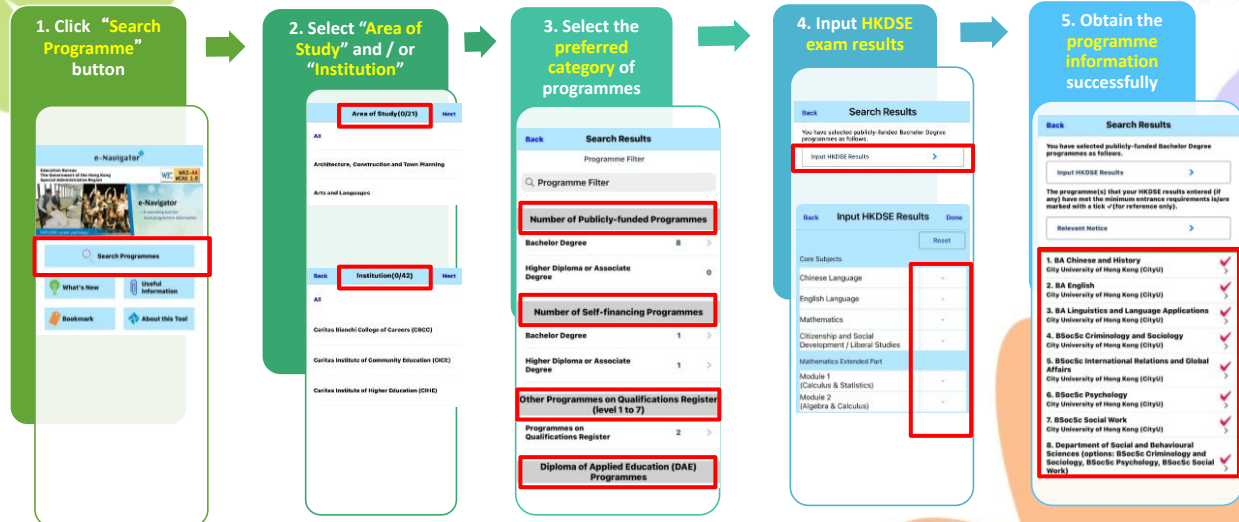 1. Click “Search
Programme”
button
e-Navigator
Education Bureau
The Government of the Hong Kong
Special Administrative Region
W3C WAI-AA
WCAG 2.0
e-Navigator
EXPLORE career pathways
Search Programmes
What's New
Useful
Information
Bookmark
About this Tool
2. Select “Area of
Study” and / or
“Institution”
Area of Study(0/21) Next
All
Architecture, Construction and Town Planning
Arts and Languages
Back Institution(0/42) Next
All
Caritas Bianchi College of Careers (CBCC)
Caritas Institute of Community Education (CICE)
Caritas Institute of Higher Education (CIHE)
3. Select the
preferred
category of
programmes
Back Search Results
Programme Filter
Programme Filter
Number of Publicly-funded Programmes
Bachelor Degree 8 >
Higher Diploma or Associate
Degree 0
Number of Self-financing Programmes
Bachelor Degree 1 >
Higher Diploma or Associate
Degree 1 >
Other Programmes on Qualifications Register
(level 1 to 7)
Programmes on
Qualifications Register 2 >
Diploma of Applied Education (DAE)
Programmes
4. Input HKDSE
exam results
Back Search Results
You have selected publicly-funded Bachelor Degree
programmes as follows.
Input HKDSE Results >
Back Input HKDSE Results Done
Reset
Core Subjects
Chinese Language -
English Language -
Mathematics -
Citizenship and Social
Development / Liberal Studies -
Mathematics Extended Part
Module 1
(Calculus & Statistics) -
Module 2
(Algebra & Calculus) -
5. Obtain the
programme
information
successfully
Back Search Results
You have selected publicly-funded Bachelor Degree
programmes as follows.
Input HKDSE Results >
The programme(s) that your HKDSE results entered (if
any) have met the minimum entrance requirements is/are
marked with a tick ✓(for reference only).
Relevant Notice >
1. BA Chinese and History
City University of Hong Kong (CityU)
2. BA English
City University of Hong Kong (CityU)
3. BA Linguistics and Language Applications
City University of Hong Kong (CityU)
4. BSocSc Criminology and Sociology
City University of Hong Kong (CityU)
5. BSocSc International Relations and Global
Affairs
City University of Hong Kong (CityU)
6. BSocSc Psychology
City University of Hong Kong (CityU)
7. BSocSc Social Work
City University of Hong Kong (CityU)
8. Department of Social and Behavioural
Sciences (options: BSocSc Criminology and
Sociology, BSocSc Psychology, BSocSc Social
Work)